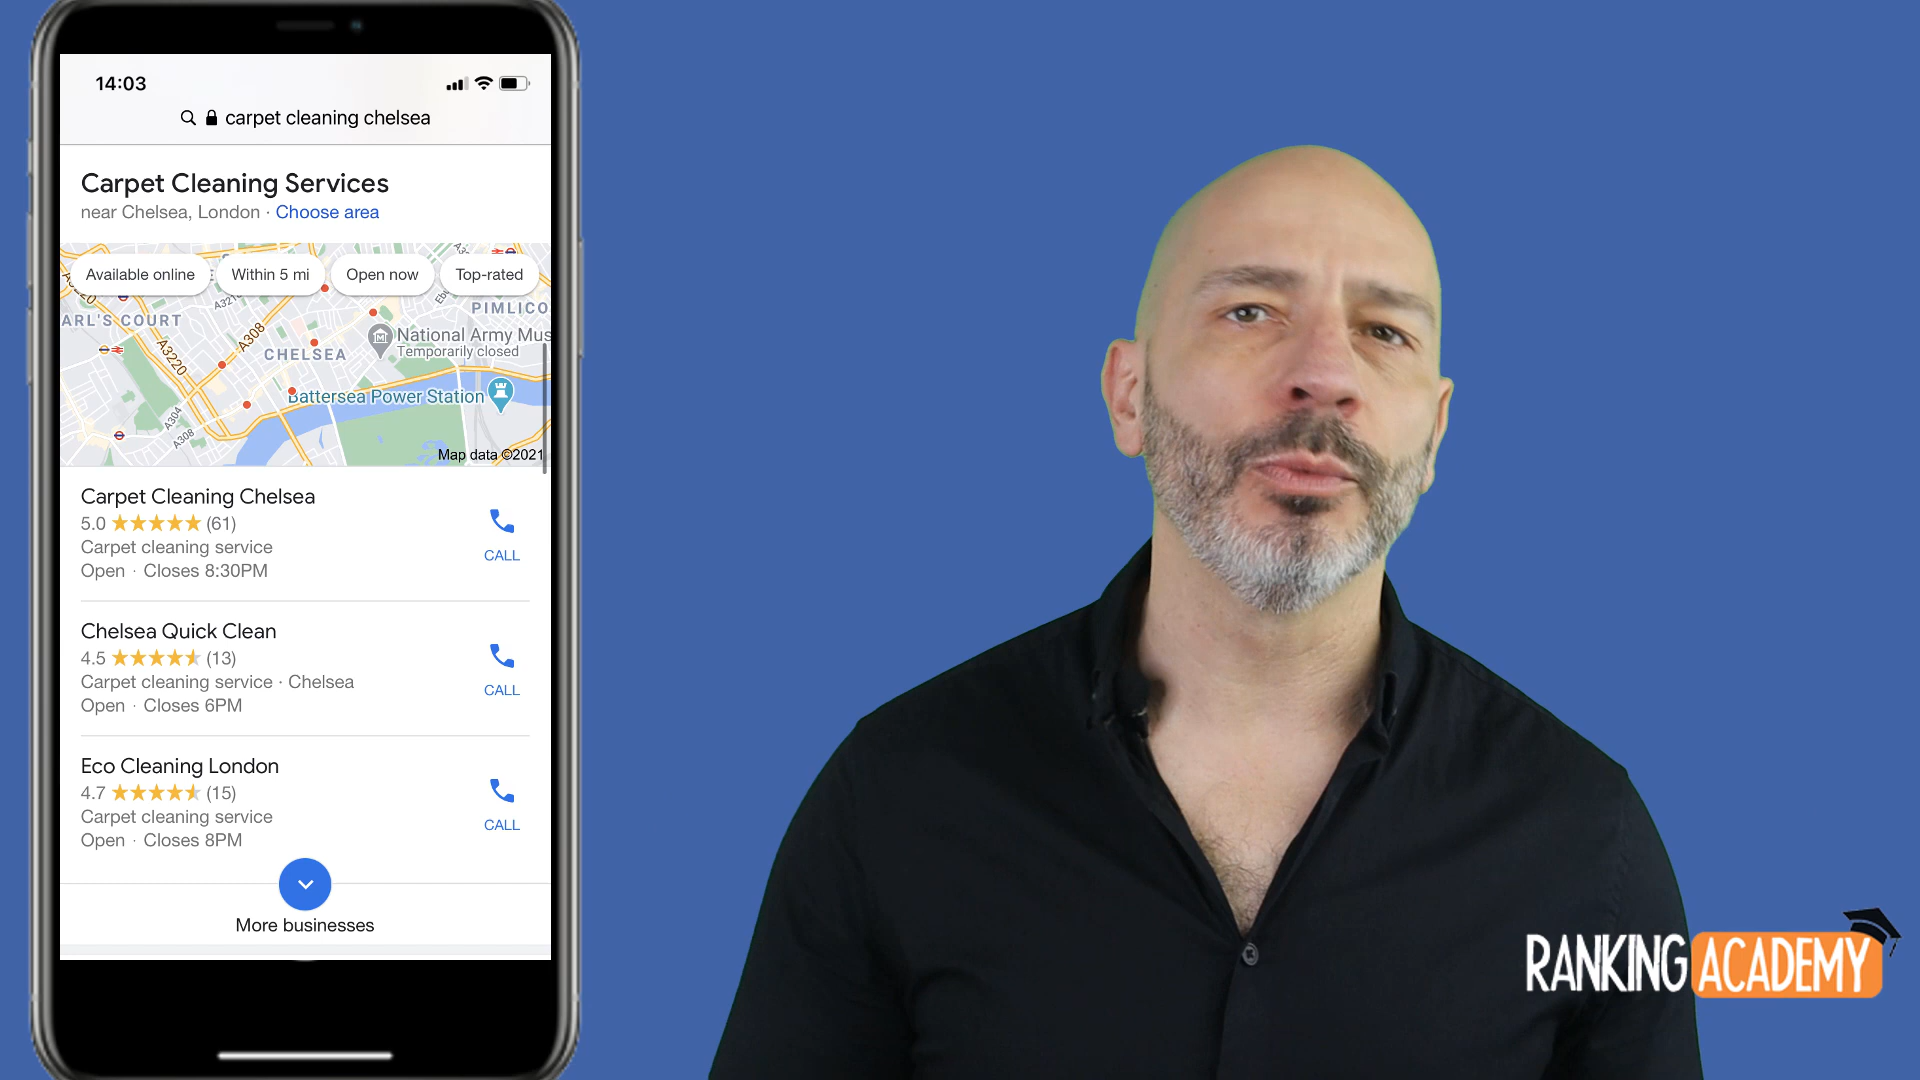 14:03
carpet cleaning chelsea
Carpet Cleaning Services
near Chelsea, London · Choose area
Available online
Within 5 mi
Open now
Top-rated
PIMLICO
ARL'S COURT
A3220
A308
CHELSEA
National Army Mus
Temporarily closed
A3220
Battersea Power Station
A304
A308
Map data ©2021
Carpet Cleaning Chelsea
5.0 ★★★★★ (61)
Carpet cleaning service
Open · Closes 8:30PM
CALL
Chelsea Quick Clean
4.5 (13)
Carpet cleaning service · Chelsea
Open · Closes 6PM
CALL
Eco Cleaning London
4.7 (15)
Carpet cleaning service
Open · Closes 8PM
CALL
More businesses
RANKING ACADEMY